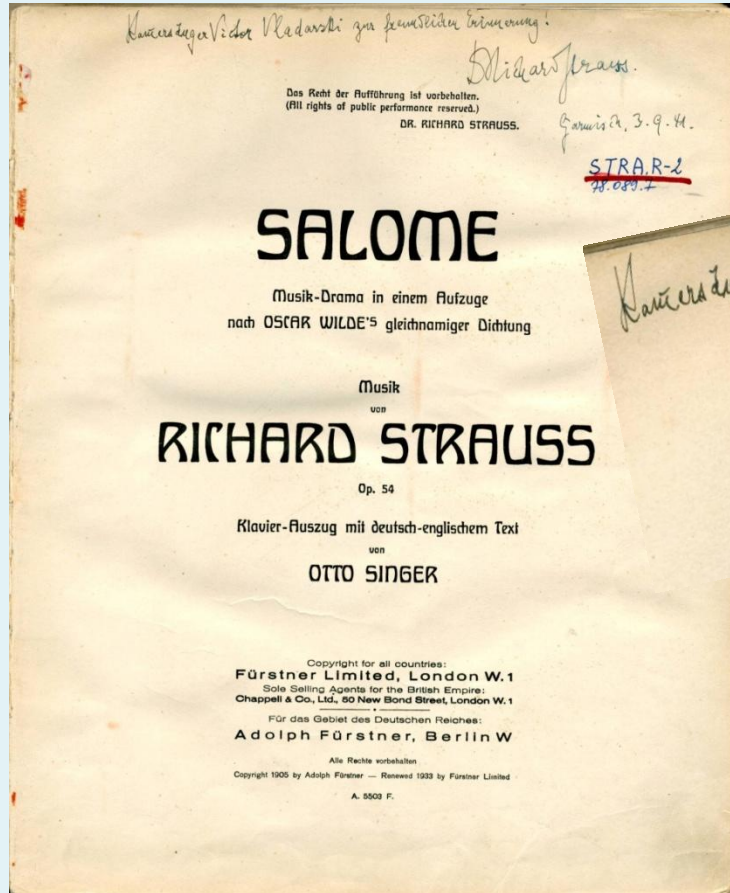 Kammersänger Victor Vladarski zur freundlichen Erinnerung!
Dr Richard Strauss.
Garmisch, 3.9.41.
Das Recht der Aufführung ist vorbehalten.
(All rights of public performance reserved.)
DR. RICHARD STRAUSS.
STRA,R-2
78.089.7
SALOME
Musik-Drama in einem Aufzuge
nach OSCAR WILDE'S gleichnamiger Dichtung
Musik
von
RICHARD STRAUSS
Op. 54
Klavier-Auszug mit deutsch-englischem Text
von
OTTO SINGER
Copyright for all countries:
Fürstner Limited, London W.1
Sole Selling Agents for the British Empire:
Chappell & Co., Ltd., 50 New Bond Street, London W.1
Für das Gebiet des Deutschen Reiches:
Adolph Fürstner, Berlin W
Alle Rechte vorbehalten
Copyright 1905 by Adolph Fürstner — Renewed 1933 by Fürstner Limited
A. 5503 F.